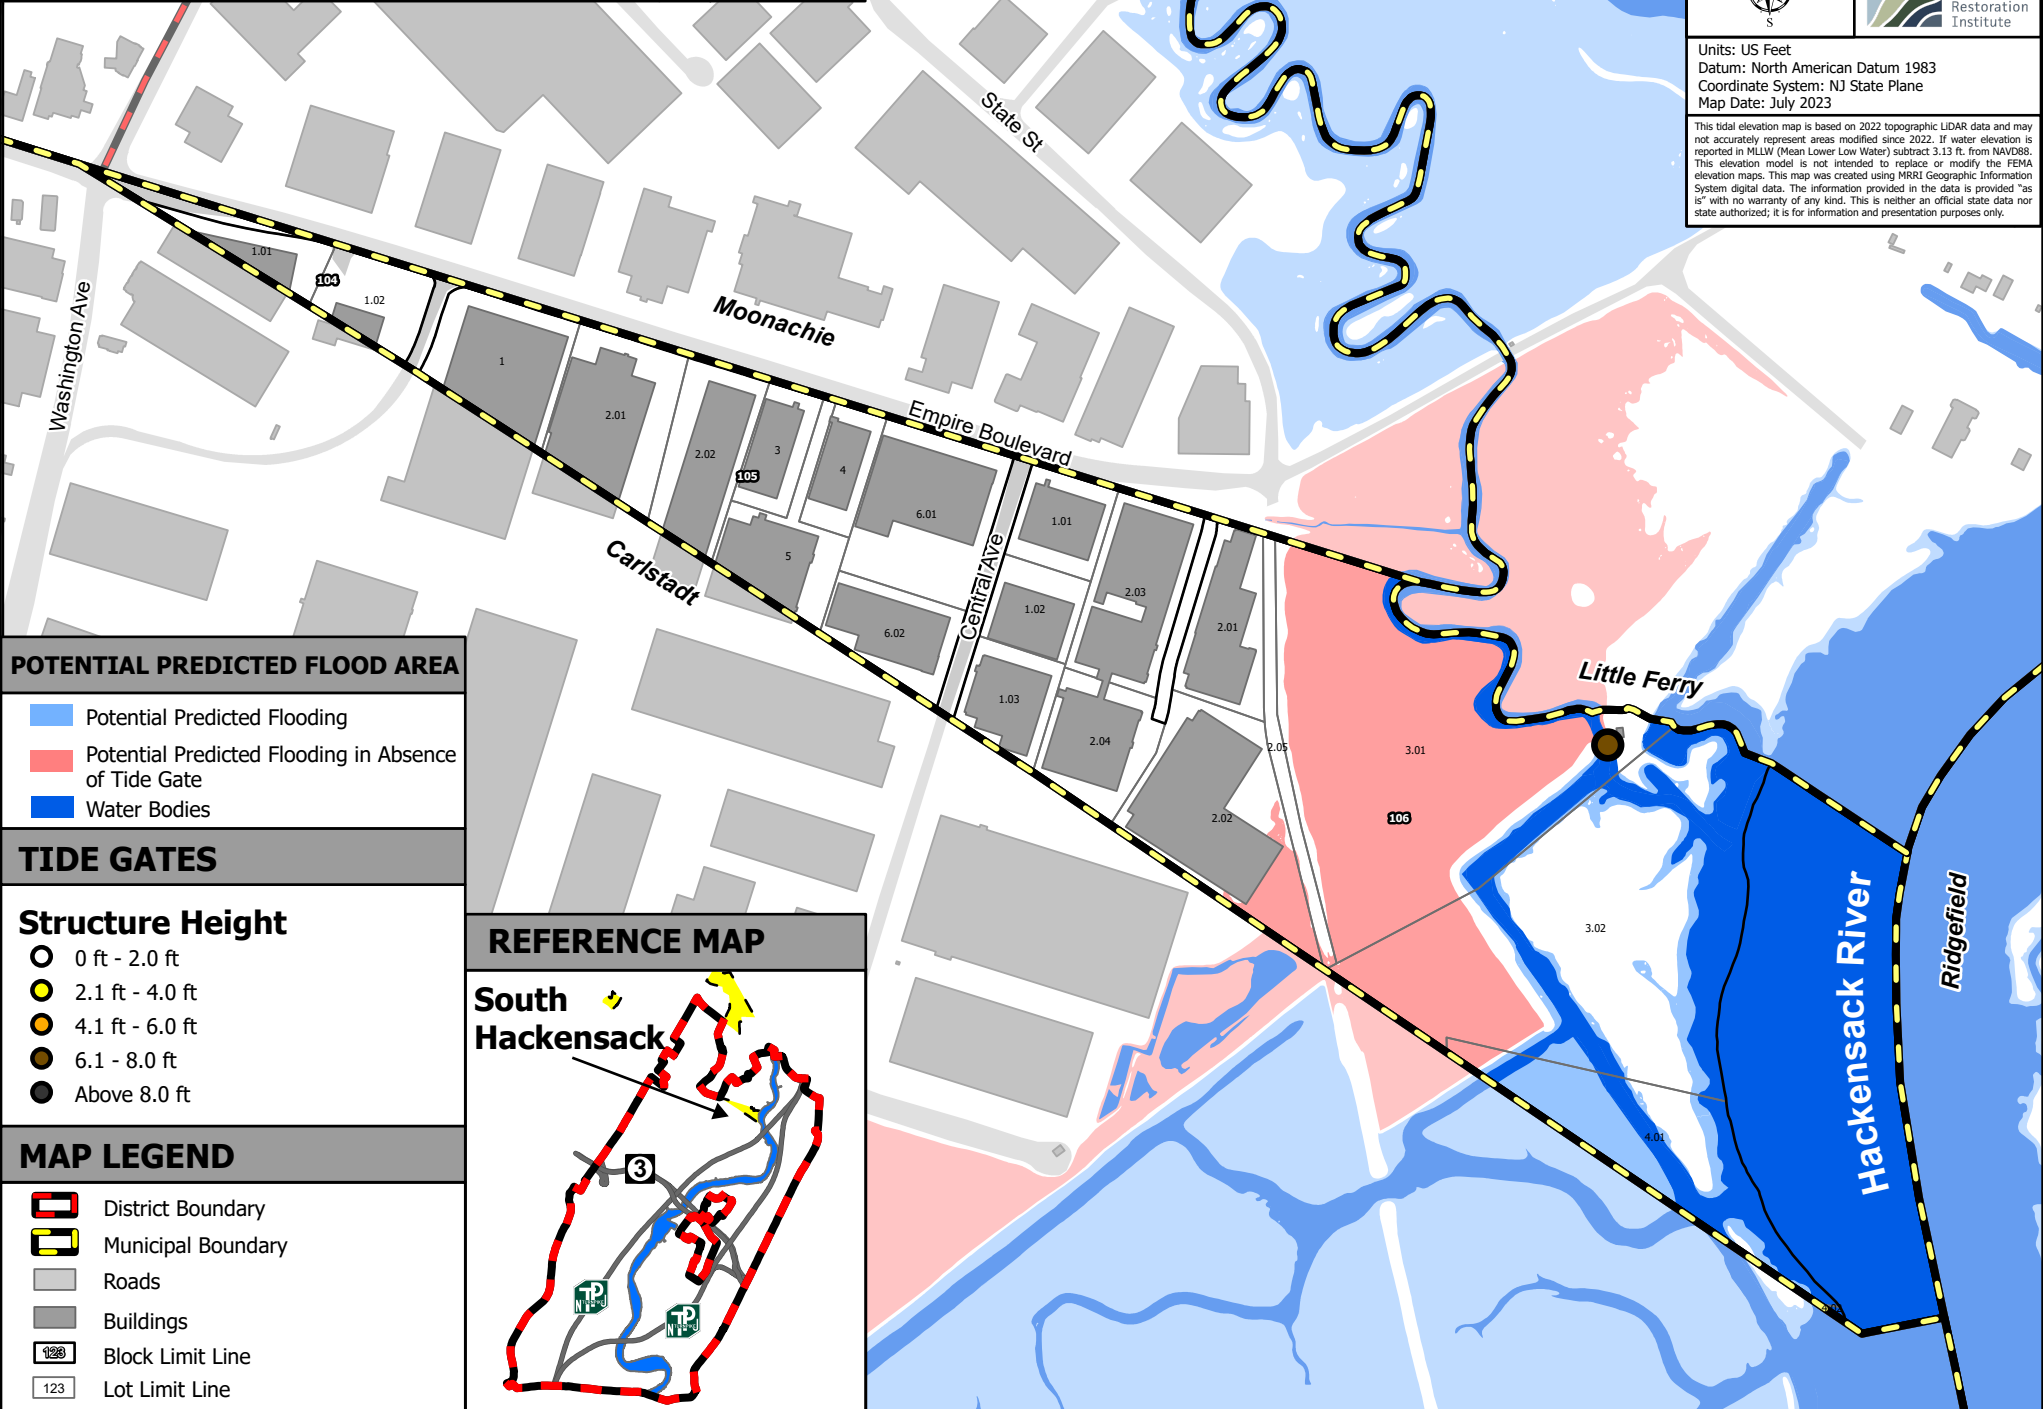 S
Restoration
Institute
Units: US Feet
Datum: North American Datum 1983
Coordinate System: NJ State Plane
Map Date: July 2023
This tidal elevation map is based on 2022 topographic LiDAR data and may
not accurately represent areas modified since 2022. If water elevation is
reported in MLLW (Mean Lower Low Water) subtract 3.13 ft. from NAVD88.
This elevation model is not intended to replace or modify the FEMA
elevation maps. This map was created using MRRI Geographic Information
System digital data. The information provided in the data is provided "as
is" with no warranty of any kind. This is neither an official state data nor
state authorized; it is for information and presentation purposes only.
State St
Washington Ave
1.01
104
1.02
Moonachie
1
2.01
2.02
105
3
4
Empire Boulevard
6.01
5
6.02
Carlstadt
Central Ave
1.01
1.02
1.03
2.03
2.04
2.01
2.02
2.05
3.01
106
Little Ferry
3.02
4.01
Hackensack River
Ridgefield
POTENTIAL PREDICTED FLOOD AREA
Potential Predicted Flooding
Potential Predicted Flooding in Absence
of Tide Gate
Water Bodies
TIDE GATES
Structure Height
0 ft - 2.0 ft
2.1 ft - 4.0 ft
4.1 ft - 6.0 ft
6.1 - 8.0 ft
Above 8.0 ft
MAP LEGEND
District Boundary
Municipal Boundary
Roads
Buildings
123
Block Limit Line
123
Lot Limit Line
REFERENCE MAP
South
Hackensack
3